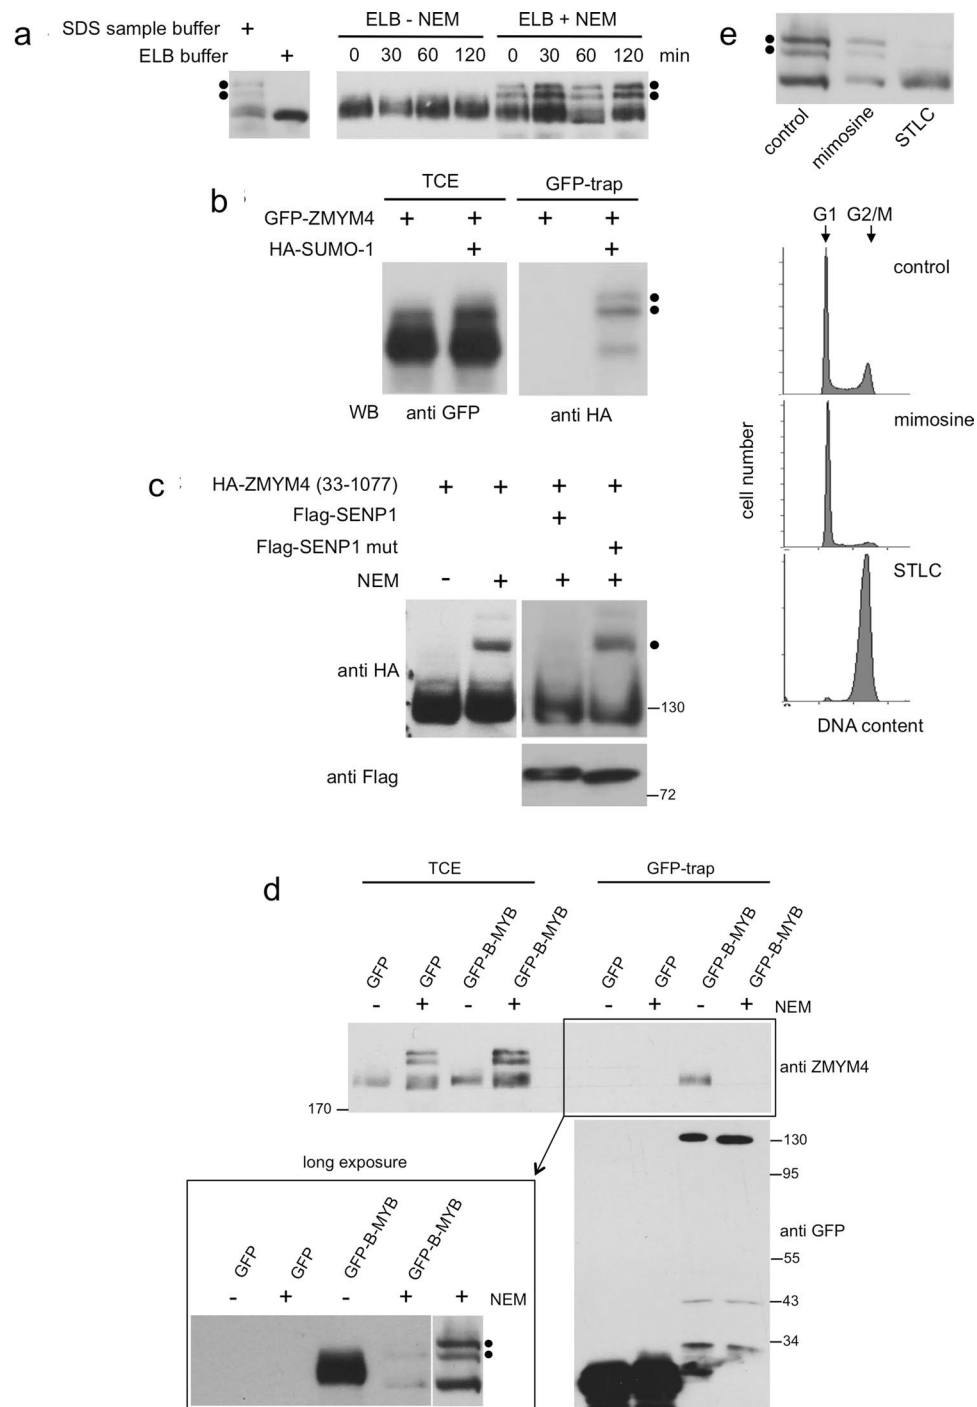 a
SDS sample buffer +
ELB buffer +
ELB - NEM ELB + NEM
0 30 60 120 0 30 60 120 min
b
TCE GFP-trap
GFP-ZMYM4 + + + +
HA-SUMO-1 + +
WB anti GFP anti HA
c
HA-ZMYM4 (33-1077) + + + +
Flag-SENP1 +
Flag-SENP1 mut +
NEM - + + +
anti HA
130
anti Flag
72
e
control mimosine STLC
G1 G2/M
control
mimosine
STLC
cell number
DNA content
d
TCE GFP-trap
GFP GFP GFP-B-MYB GFP-B-MYB GFP GFP GFP-B-MYB GFP-B-MYB
- + - + - + - + NEM
anti ZMYM4
170
130
95
anti GFP
55
43
34
long exposure
GFP GFP GFP-B-MYB GFP-B-MYB
- + - + + NEM